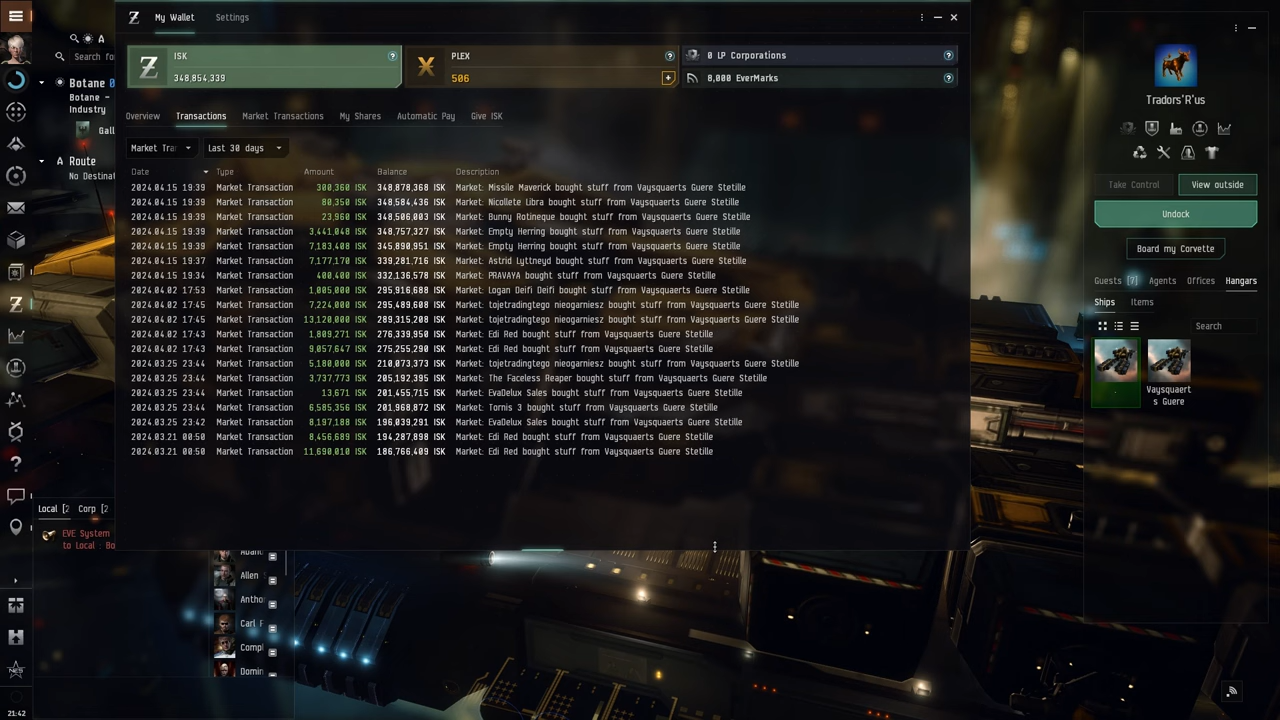 My Wallet Settings
ISK
348,854,339
PLEX
506
0 LP Corporations
8,000 EverMarks
Overview Transactions Market Transactions My Shares Automatic Pay Give ISK
Market Tra Last 30 days
Date Type Amount Balance Description
2024.04.15 19:39 Market Transaction 300,360 ISK 348,878,368 ISK Market: Missile Maverick bought stuff from Vaysquaerts Guere Stetille
2024.04.15 19:39 Market Transaction 80,350 ISK 348,584,436 ISK Market: Nicollete Libra bought stuff from Vaysquaerts Guere Stetille
2024.04.15 19:39 Market Transaction 23,960 ISK 348,506,003 ISK Market: Bunny Rotineque bought stuff from Vaysquaerts Guere Stetille
2024.04.15 19:39 Market Transaction 3,441,048 ISK 348,757,327 ISK Market: Empty Herring bought stuff from Vaysquaerts Guere Stetille
2024.04.15 19:39 Market Transaction 7,183,408 ISK 345,890,951 ISK Market: Empty Herring bought stuff from Vaysquaerts Guere Stetille
2024.04.15 19:37 Market Transaction 7,177,170 ISK 339,281,716 ISK Market: Astrid Lyttneyd bought stuff from Vaysquaerts Guere Stetille
2024.04.15 19:34 Market Transaction 400,400 ISK 332,136,578 ISK Market: PRAVAYA bought stuff from Vaysquaerts Guere Stetille
2024.04.02 17:53 Market Transaction 1,005,000 ISK 295,916,688 ISK Market: Logan Deifi Deifi bought stuff from Vaysquaerts Guere Stetille
2024.04.02 17:45 Market Transaction 7,224,000 ISK 295,489,608 ISK Market: tojetradingtego nieogarniesz bought stuff from Vaysquaerts Guere Stetille
2024.04.02 17:45 Market Transaction 13,120,000 ISK 289,315,208 ISK Market: tojetradingtego nieogarniesz bought stuff from Vaysquaerts Guere Stetille
2024.04.02 17:43 Market Transaction 1,809,271 ISK 276,339,950 ISK Market: Edi Red bought stuff from Vaysquaerts Guere Stetille
2024.04.02 17:43 Market Transaction 9,057,647 ISK 275,255,290 ISK Market: Edi Red bought stuff from Vaysquaerts Guere Stetille
2024.03.25 23:44 Market Transaction 5,180,000 ISK 210,073,373 ISK Market: tojetradingtego nieogarniesz bought stuff from Vaysquaerts Guere Stetille
2024.03.25 23:44 Market Transaction 3,737,773 ISK 205,192,395 ISK Market: The Faceless Reaper bought stuff from Vaysquaerts Guere Stetille
2024.03.25 23:44 Market Transaction 13,671 ISK 201,455,715 ISK Market: EvaDelux Sales bought stuff from Vaysquaerts Guere Stetille
2024.03.25 23:44 Market Transaction 6,585,356 ISK 201,968,872 ISK Market: Tornis 3 bought stuff from Vaysquaerts Guere Stetille
2024.03.25 23:42 Market Transaction 8,197,188 ISK 196,039,291 ISK Market: EvaDelux Sales bought stuff from Vaysquaerts Guere Stetille
2024.03.21 00:50 Market Transaction 8,456,689 ISK 194,287,898 ISK Market: Edi Red bought stuff from Vaysquaerts Guere Stetille
2024.03.21 00:50 Market Transaction 11,690,010 ISK 186,766,409 ISK Market: Edi Red bought stuff from Vaysquaerts Guere Stetille
A
Search fo
Botane 0
Botane -
Industry
Gall
Route
No Destinat
Local [2 Corp [2
EVE System
to Local : Bo
Allen
Antho
Carl F
Compl
Domin
NES
21:42
Tradors'R'us
Take Control View outside
Undock
Board my Corvette
Guests [7] Agents Offices Hangars
Ships Items
Search
Vaysquaert
s Guere